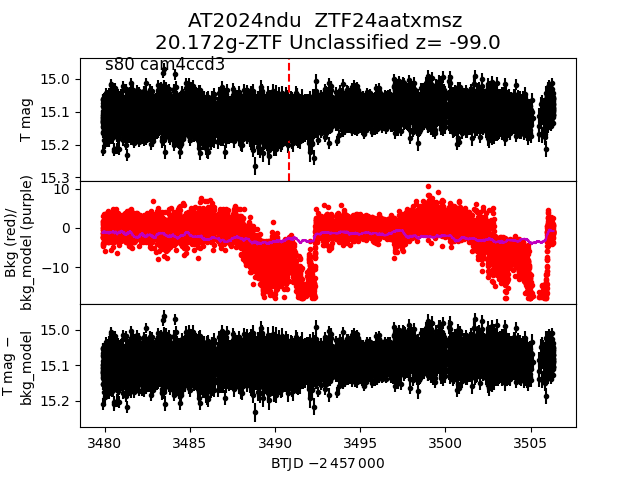 AT2024ndu  ZTF24aatxmsz
20.172g-ZTF Unclassified z= -99.0
s80 cam4ccd3
15.0
15.1
15.2
15.3
T mag
10
0
−10
Bkg (red)/
bkg_model (purple)
15.0
15.1
15.2
T mag −
bkg_model
3480 3485 3490 3495 3500 3505
BTJD −2 457 000